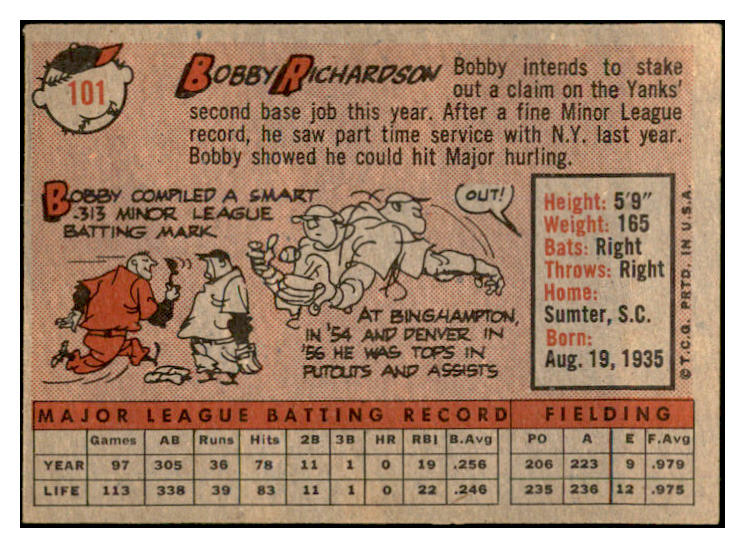 101
BOBBY RICHARDSON
Bobby intends to stake
out a claim on the Yanks'
second base job this year. After a fine Minor League
record, he saw part time service with N.Y. last year.
Bobby showed he could hit Major hurling.
BOBBY COMPILED A SMART
.313 MINOR LEAGUE
BATTING MARK
OUT!
AT BINGHAMPTON,
IN '54 AND DENVER IN
'56 HE WAS TOPS IN
PUTOUTS AND ASSISTS
Height: 5'9"
Weight: 165
Bats: Right
Throws: Right
Home:
Sumter, S.C.
Born:
Aug. 19, 1935
©T.C.G. PRTD. IN U.S.A.
MAJOR LEAGUE BATTING RECORD FIELDING
Games AB Runs Hits 2B 3B HR RBI B.Avg PO A E F.Avg
YEAR 97 305 36 78 11 1 0 19 .256 206 223 9 .979
LIFE 113 338 39 83 11 1 0 22 .246 235 236 12 .975